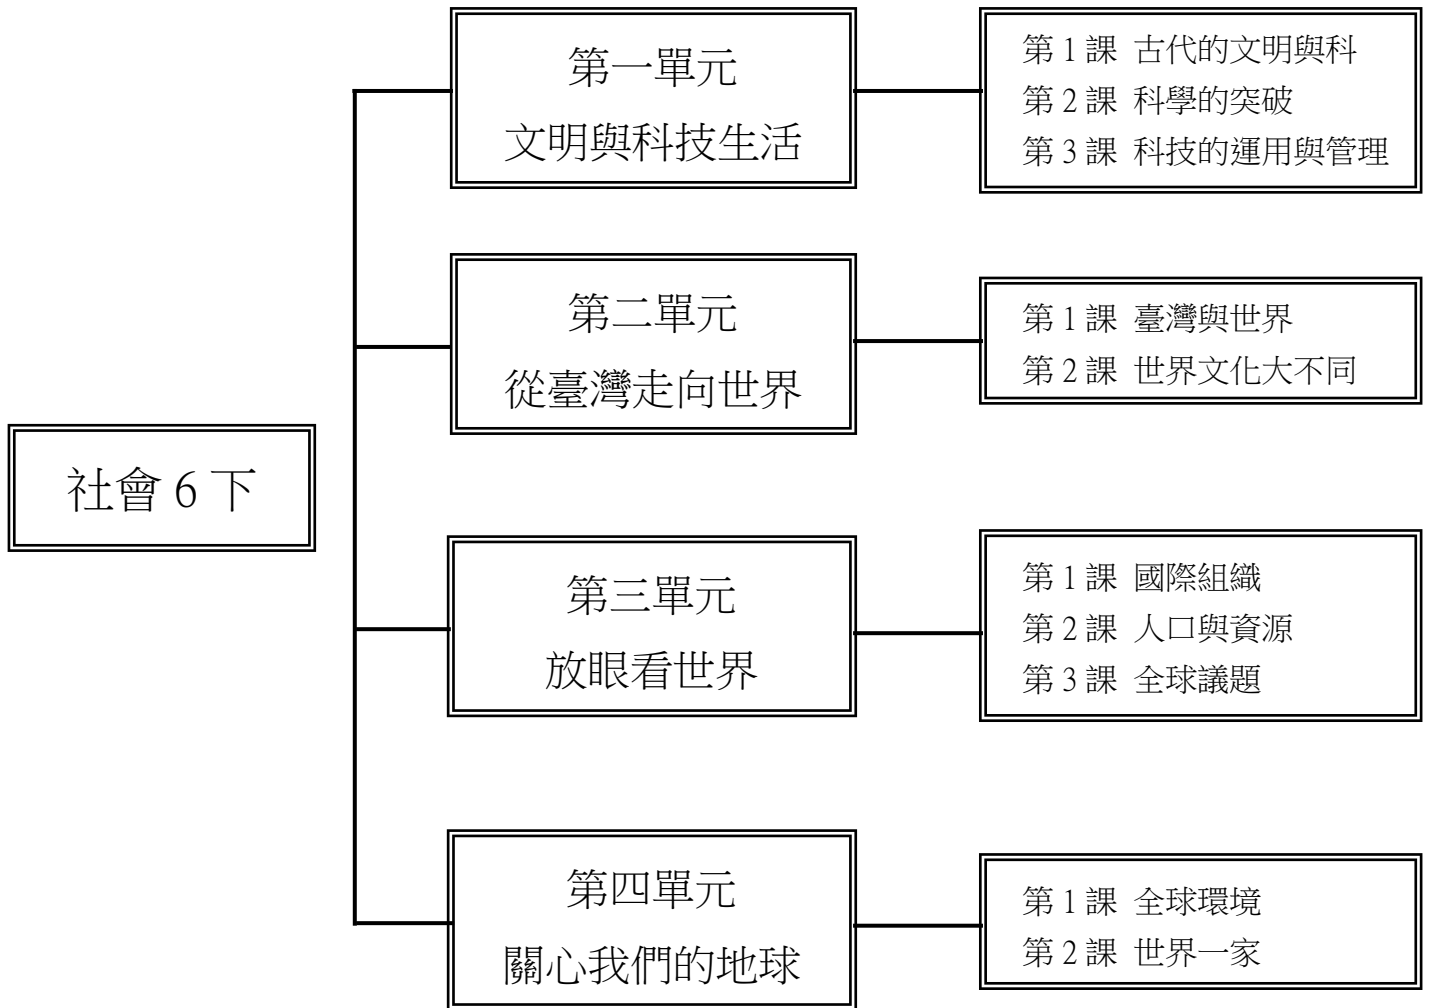 社會6下
第一單元
文明與科技生活
第1課 古代的文明與科
第2課 科學的突破
第3課 科技的運用與管理
第二單元
從臺灣走向世界
第1課 臺灣與世界
第2課 世界文化大不同
第三單元
放眼看世界
第1課 國際組織
第2課 人口與資源
第3課 全球議題
第四單元
關心我們的地球
第1課 全球環境
第2課 世界一家